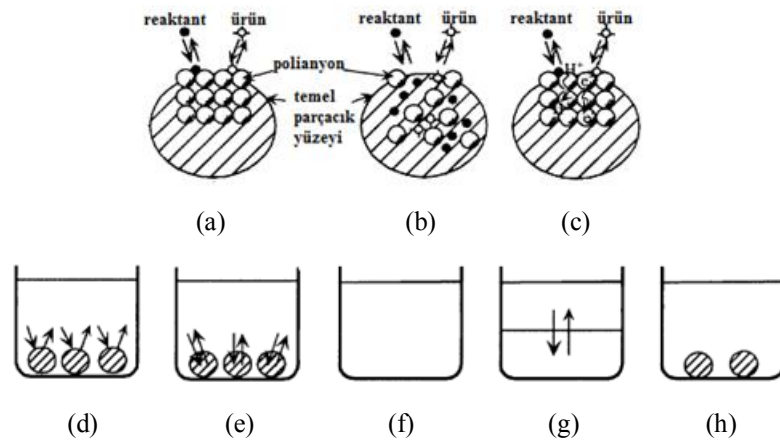 reaktant ürün
reaktant ürün
reaktant ürün
polianyon
temel
parçacık
yüzeyi
H⁺
(a) (b) (c)
(d) (e) (f) (g) (h)